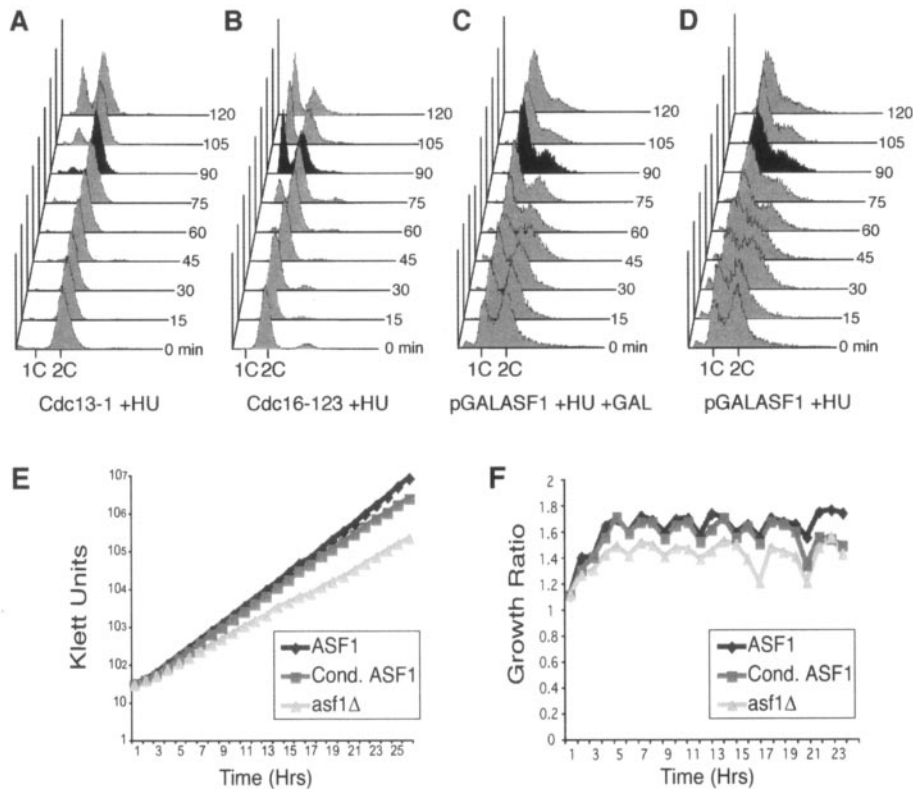 A
B
C
D
120
105
90
75
60
45
30
15
0 min
1C 2C
Cdc13-1 +HU
120
105
90
75
60
45
30
15
0 min
1C 2C
Cdc16-123 +HU
120
105
90
75
60
45
30
15
0 min
1C 2C
pGALASF1 +HU +GAL
120
105
90
75
60
45
30
15
0 min
1C 2C
pGALASF1 +HU
E
Klett Units
10⁷
10⁶
10⁵
10³
10²
10
1
1 3 5 7 9 11 13 15 17 19 21 23 25
Time (Hrs)
ASF1
Cond. ASF1
asf1Δ
F
Growth Ratio
2
1.8
1.6
1.4
1.2
1
0.8
0.6
0.4
0.2
0
1 3 5 7 9 11 13 15 17 19 21 23
Time (Hrs)
ASF1
Cond. ASF1
asf1Δ